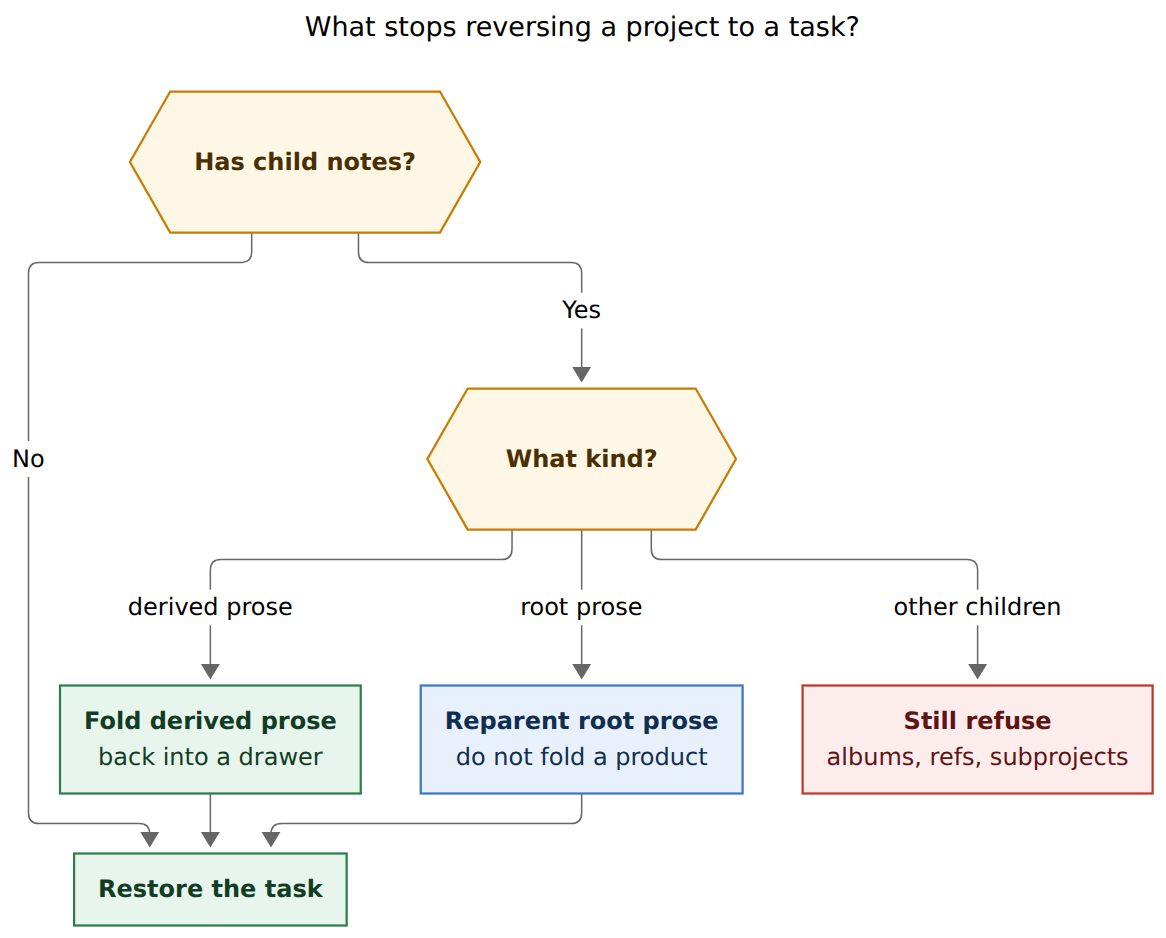 What stops reversing a project to a task?
Has child notes?
Yes
No
What kind?
derived prose
root prose
other children
Fold derived prose
back into a drawer
Reparent root prose
do not fold a product
Still refuse
albums, refs, subprojects
Restore the task